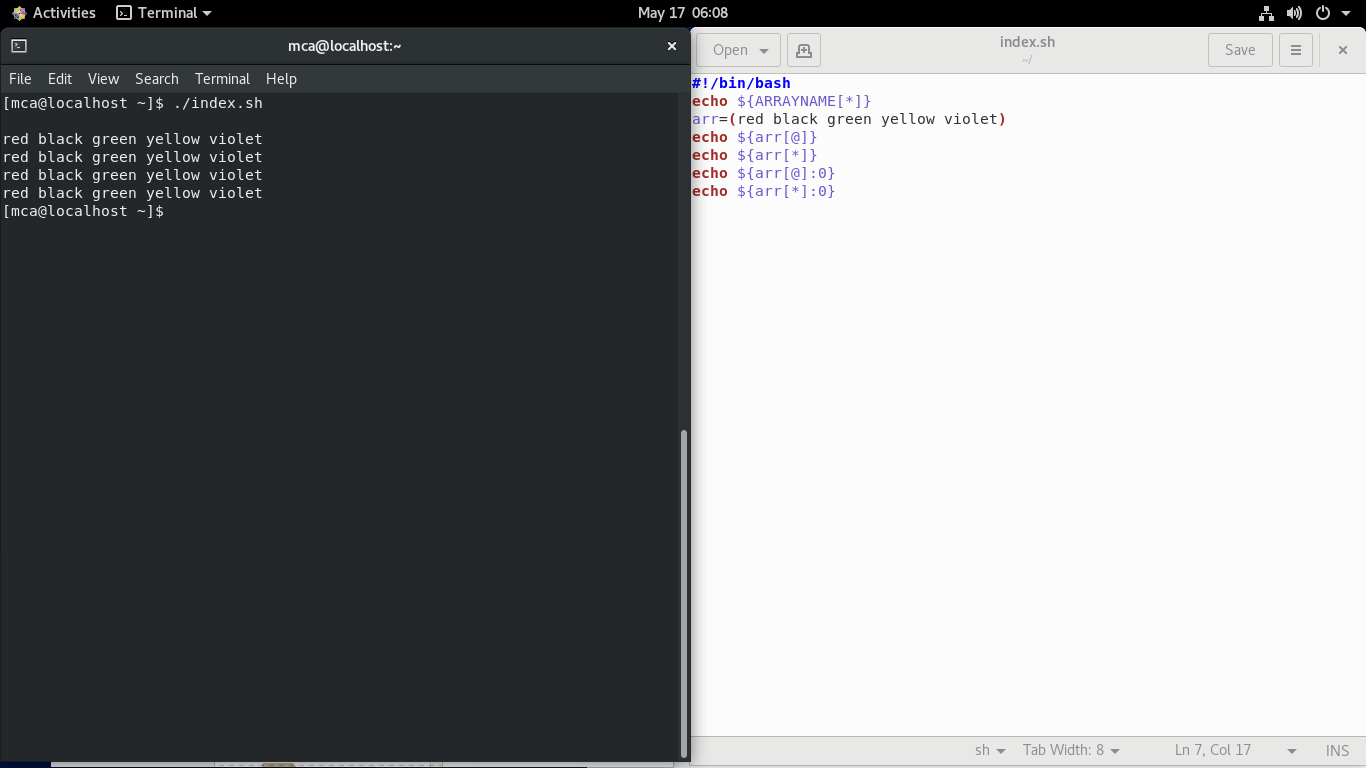 Activities Terminal May 17 06:08
mca@localhost:~
File Edit View Search Terminal Help
[mca@localhost ~]$ ./index.sh
red black green yellow violet
red black green yellow violet
red black green yellow violet
red black green yellow violet
[mca@localhost ~]$
Open index.sh Save
~/
#!/bin/bash
echo ${ARRAYNAME[*]}
arr=(red black green yellow violet)
echo ${arr[@]}
echo ${arr[*]}
echo ${arr[@]:0}
echo ${arr[*]:0}
sh Tab Width: 8 Ln 7, Col 17 INS